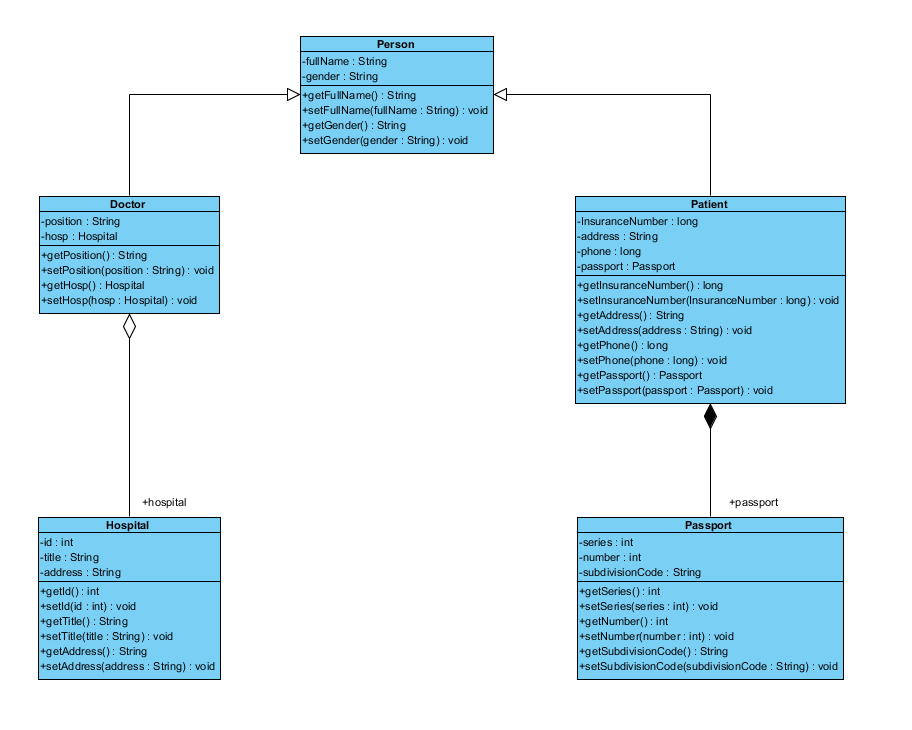 Person
-fullName : String
-gender : String
+getFullName() : String
+setFullName(fullName : String) : void
+getGender() : String
+setGender(gender : String) : void
Doctor
-position : String
-hosp : Hospital
+getPosition() : String
+setPosition(position : String) : void
+getHosp() : Hospital
+setHosp(hosp : Hospital) : void
Patient
-InsuranceNumber : long
-address : String
-phone : long
-passport : Passport
+getInsuranceNumber() : long
+setInsuranceNumber(InsuranceNumber : long) : void
+getAddress() : String
+setAddress(address : String) : void
+getPhone() : long
+setPhone(phone : long) : void
+getPassport() : Passport
+setPassport(passport : Passport) : void
+hospital
+passport
Hospital
-id : int
-title : String
-address : String
+getId() : int
+setId(id : int) : void
+getTitle() : String
+setTitle(title : String) : void
+getAddress() : String
+setAddress(address : String) : void
Passport
-series : int
-number : int
-subdivisionCode : String
+getSeries() : int
+setSeries(series : int) : void
+getNumber() : int
+setNumber(number : int) : void
+getSubdivisionCode() : String
+setSubdivisionCode(subdivisionCode : String) : void